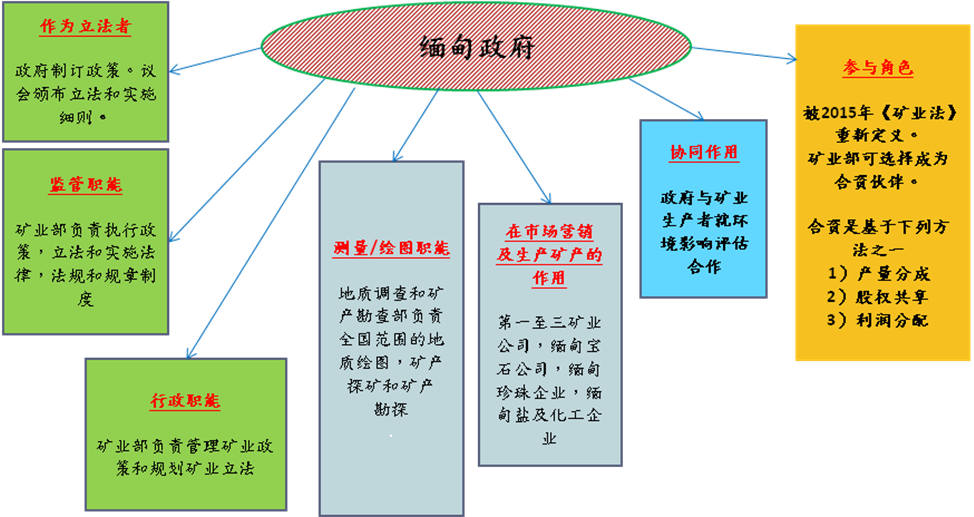 缅甸政府
作为立法者
政府制订政策。议
会颁布立法和实施
细则。
监管职能
矿业部负责执行政
策，立法和实施法
律，法规和规章制
度
行政职能
矿业部负责管理矿业政
策和规划矿业立法
测量/绘图职能
地质调查和矿
产勘查部负责
全国范围的地
质绘图，矿产
探矿和矿产
勘探
.
在市场营销
及生产矿产的
作用
第一至三矿业
公司，缅甸宝
石公司，缅甸
珍珠企业，缅
甸盐及化工企
业
协同作用
政府与矿业
生产者就环
境影响评估
合作
参与角色
被2015年《矿业法》
重新定义。
矿业部可选择成为
合资伙伴。
合资是基于下列方
法之一
1）产量分成
2）股权共享
3）利润分配